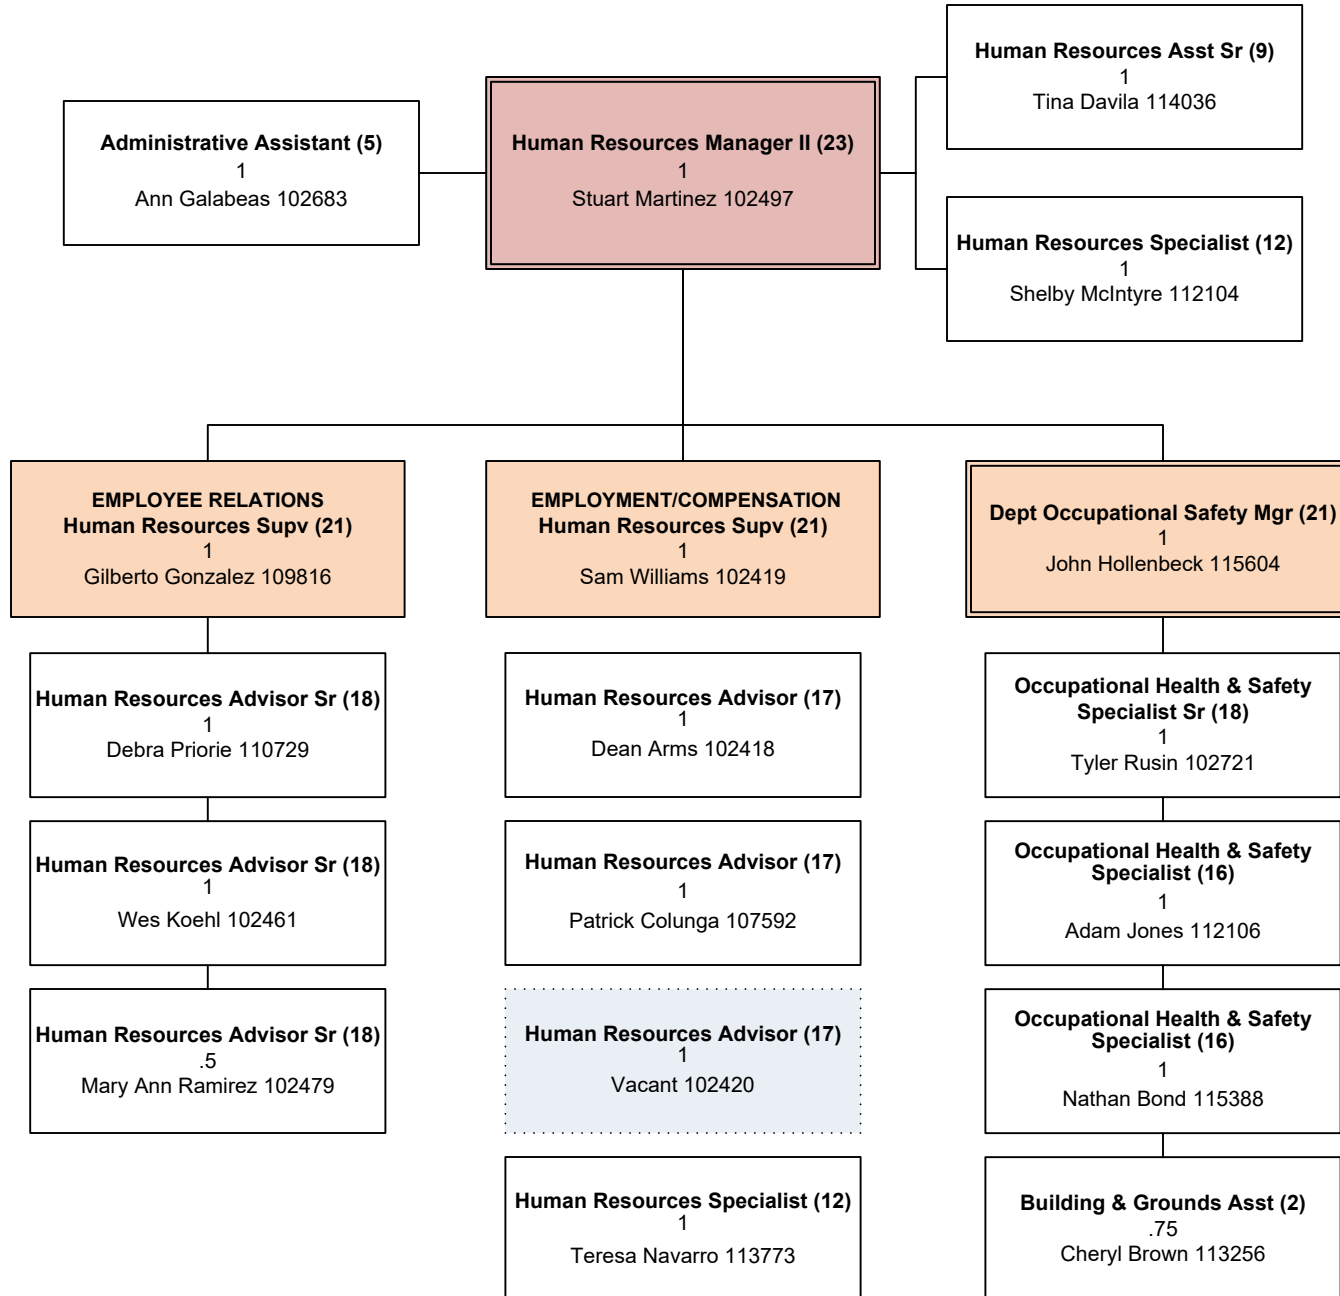 Human Resources Asst Sr (9)
1
Tina Davila 114036
Administrative Assistant (5)
1
Ann Galabeas 102683
Human Resources Manager II (23)
1
Stuart Martinez 102497
Human Resources Specialist (12)
1
Shelby McIntyre 112104
EMPLOYEE RELATIONS
Human Resources Supv (21)
1
Gilberto Gonzalez 109816
EMPLOYMENT/COMPENSATION
Human Resources Supv (21)
1
Sam Williams 102419
Dept Occupational Safety Mgr (21)
1
John Hollenbeck 115604
Human Resources Advisor Sr (18)
1
Debra Priorie 110729
Human Resources Advisor (17)
1
Dean Arms 102418
Occupational Health & Safety
Specialist Sr (18)
1
Tyler Rusin 102721
Human Resources Advisor Sr (18)
1
Wes Koehl 102461
Human Resources Advisor (17)
1
Patrick Colunga 107592
Occupational Health & Safety
Specialist (16)
1
Adam Jones 112106
Human Resources Advisor Sr (18)
.5
Mary Ann Ramirez 102479
Human Resources Advisor (17)
1
Vacant 102420
Occupational Health & Safety
Specialist (16)
1
Nathan Bond 115388
Human Resources Specialist (12)
1
Teresa Navarro 113773
Building & Grounds Asst (2)
.75
Cheryl Brown 113256